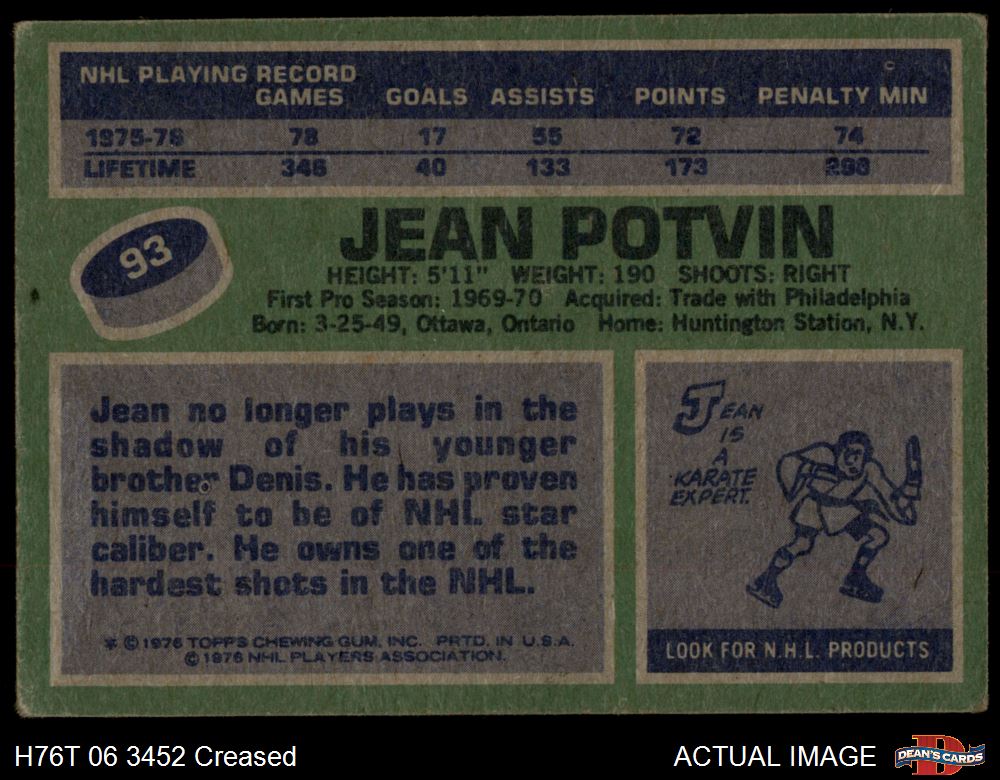 NHL PLAYING RECORD
GAMES GOALS ASSISTS POINTS PENALTY MIN
1975-76 78 17 55 72 74
LIFETIME 346 40 133 173 298
93
JEAN POTVIN
HEIGHT: 5'11" WEIGHT: 190 SHOOTS: RIGHT
First Pro Season: 1969-70 Acquired: Trade with Philadelphia
Born: 3-25-49, Ottawa, Ontario Home: Huntington Station, N.Y.
Jean no longer plays in the
shadow of his younger
brother Denis. He has proven
himself to be of NHL star
caliber. He owns one of the
hardest shots in the NHL.
* © 1976 TOPPS CHEWING GUM, INC. PRTD. IN U.S.A.
© 1976 NHL PLAYERS ASSOCIATION.
JEAN
IS
A
KARATE
EXPERT.
LOOK FOR N.H.L. PRODUCTS
H76T 06 3452 Creased
ACTUAL IMAGE
D
DEAN'S CARDS